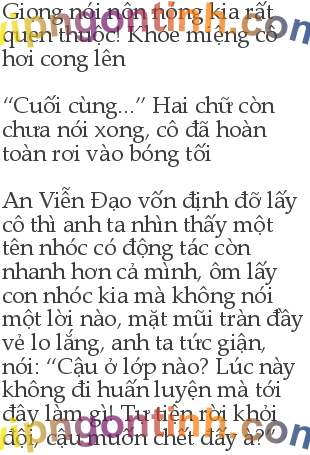 Giọng nói nôn nóng kia rất
quen thuộc! Khóe miệng cô
hơi cong lên
“Cuối cùng...” Hai chữ còn
chưa nói xong, cô đã hoàn
toàn rơi vào bóng tối
An Viễn Đạo vốn định đỡ lấy
cô thì anh ta nhìn thấy một
tên nhóc có động tác còn
nhanh hơn cả mình, ôm lấy
con nhóc kia mà không nói
một lời nào, mặt mũi tràn đầy
vẻ lo lắng, anh ta tức giận,
nói: “Cậu ở lớp nào? Lúc này
không đi huấn luyện mà tới
đây làm gì! Tự tiện rời khỏi
đội, cậu muốn chết đấy à?”
vipngontinh.com
vipngontinh.com